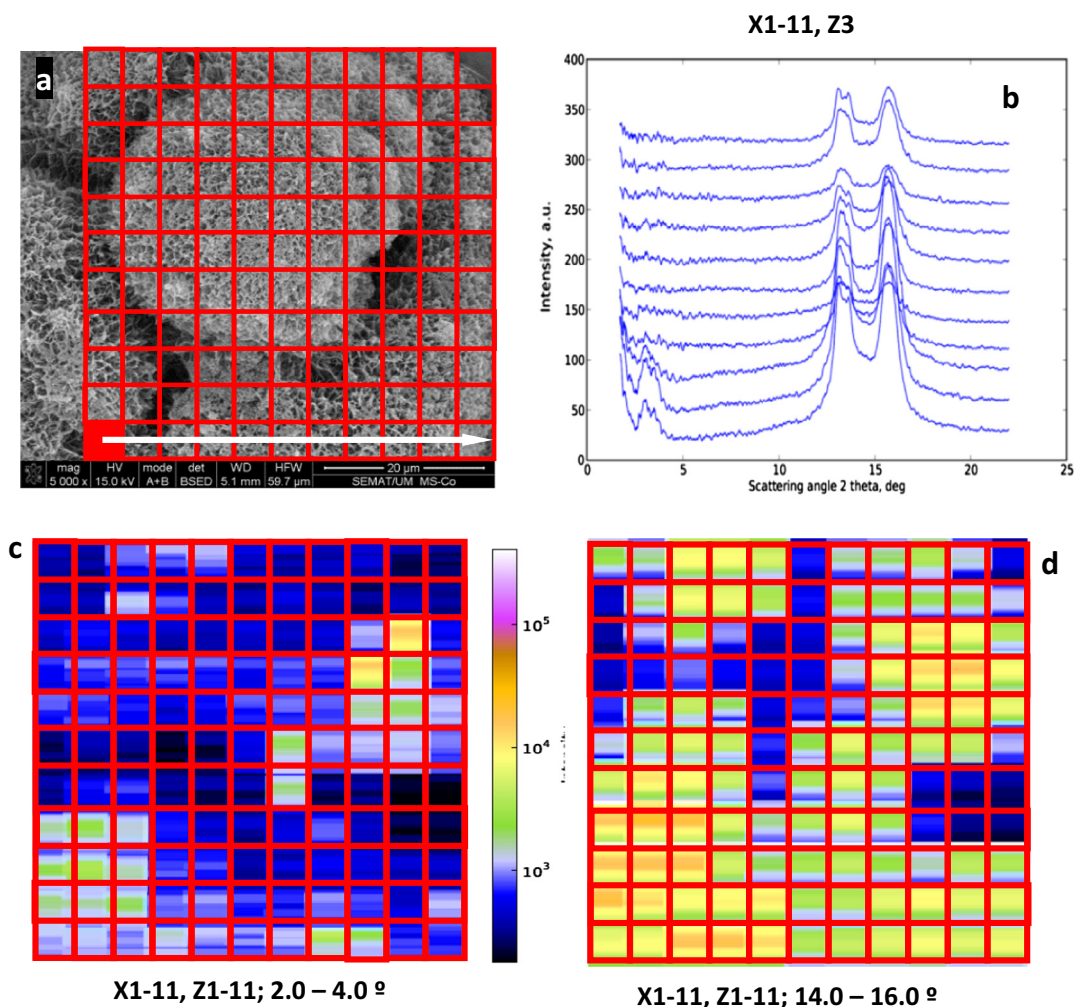 X1-11, Z3
a
mag HV mode det WD HFW 20 µm
5 000 x 15.0 kV A+B BSED 5.1 mm 59.7 µm SEMAT/UM MS-Co
b
400
350
300
250
200
150
100
50
0
0 5 10 15 20 25
Intensity, a.u.
Scattering angle 2 theta, deg
c
10⁵
10⁴
10³
d
X1-11, Z1-11; 2.0 – 4.0 º
X1-11, Z1-11; 14.0 – 16.0 º